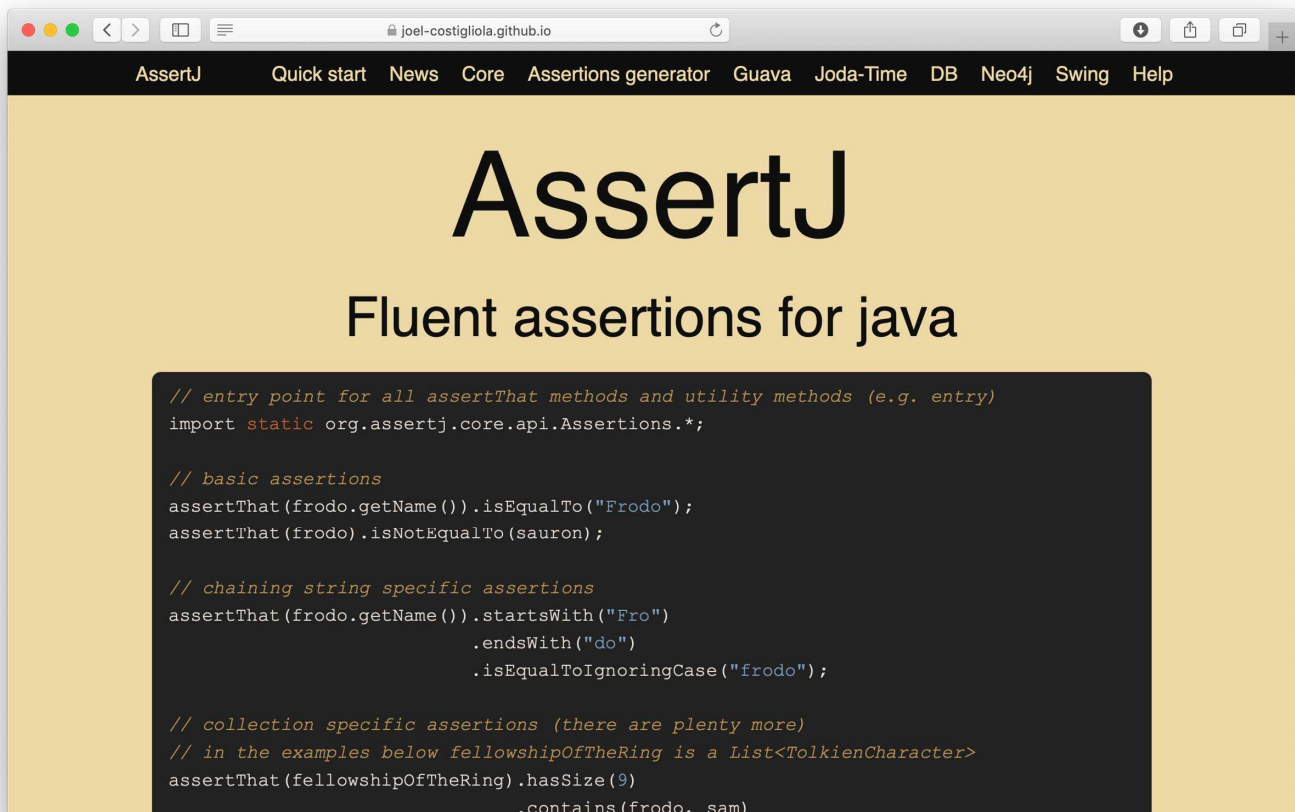 joel-costigliola.github.io
AssertJ Quick start News Core Assertions generator Guava Joda-Time DB Neo4j Swing Help
AssertJ
Fluent assertions for java
// entry point for all assertThat methods and utility methods (e.g. entry)
import static org.assertj.core.api.Assertions.*;
// basic assertions
assertThat(frodo.getName()).isEqualTo("Frodo");
assertThat(frodo).isNotEqualTo(sauron);
// chaining string specific assertions
assertThat(frodo.getName()).startsWith("Fro")
.endsWith("do")
.isEqualToIgnoringCase("frodo");
// collection specific assertions (there are plenty more)
// in the examples below fellowshipOfTheRing is a List<TolkienCharacter>
assertThat(fellowshipOfTheRing).hasSize(9)
.contains(frodo, sam)